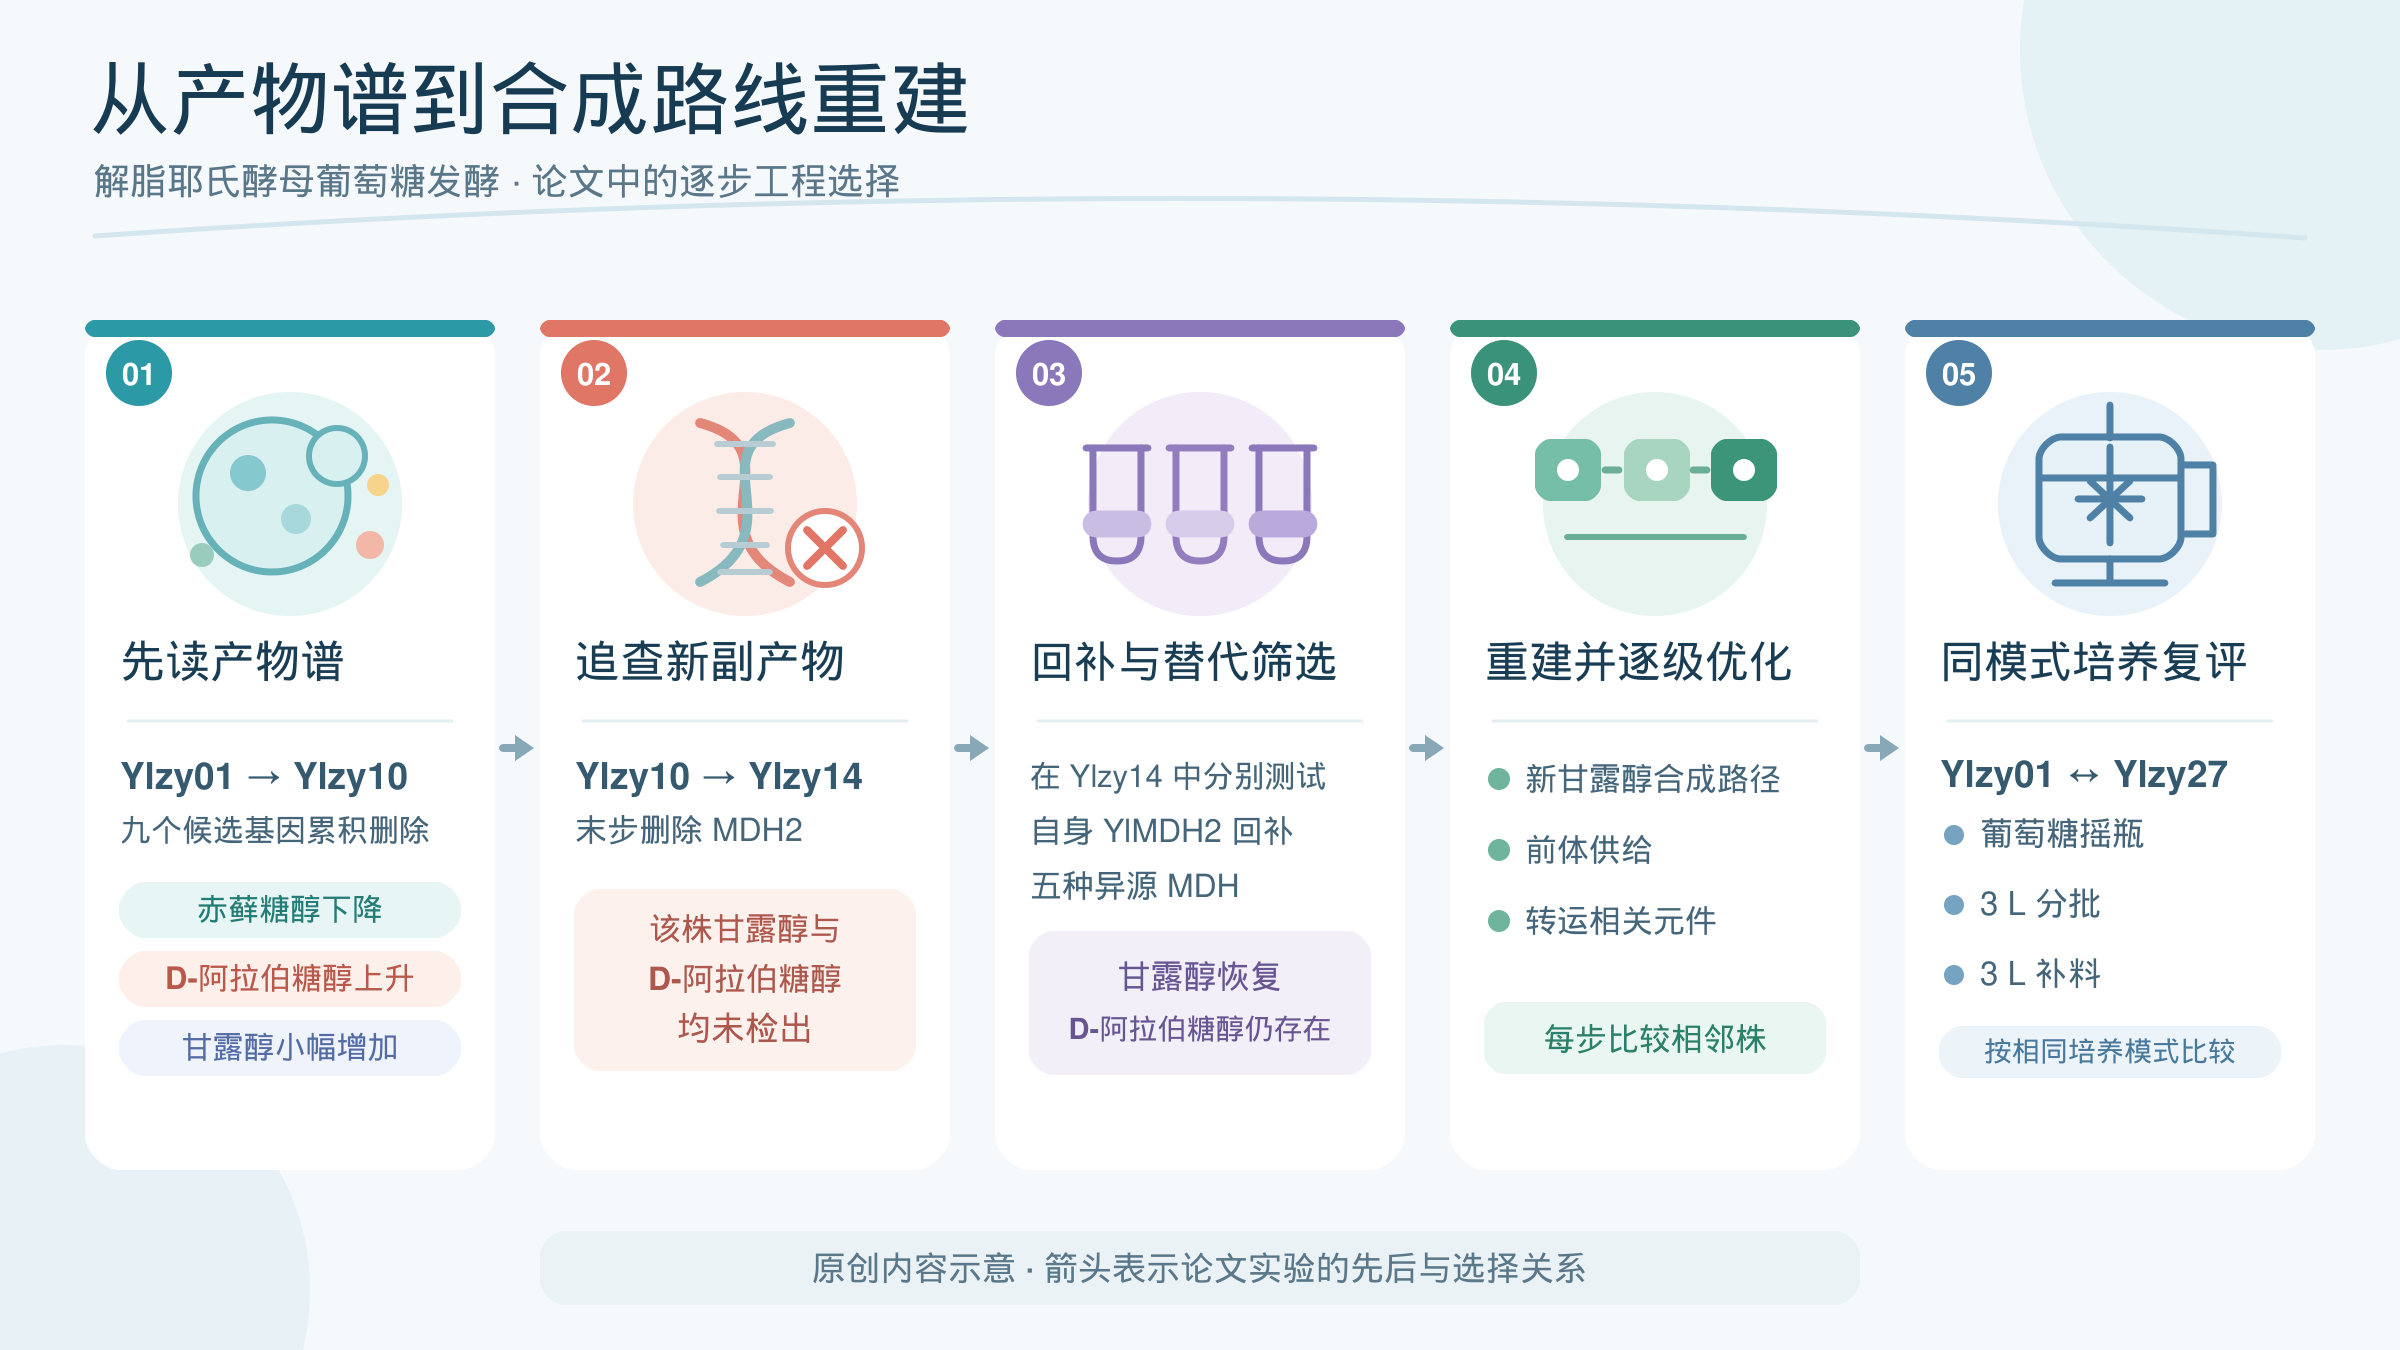 从产物谱到合成路线重建
解脂耶氏酵母葡萄糖发酵 · 论文中的逐步工程选择
01
先读产物谱
Ylzy01 → Ylzy10
九个候选基因累积删除
赤藓糖醇下降
D-阿拉伯糖醇上升
甘露醇小幅增加
02
追查新副产物
Ylzy10 → Ylzy14
末步删除 MDH2
该株甘露醇与
D-阿拉伯糖醇
均未检出
03
回补与替代筛选
在 Ylzy14 中分别测试
自身 YlMDH2 回补
五种异源 MDH
甘露醇恢复
D-阿拉伯糖醇仍存在
04
重建并逐级优化
新甘露醇合成路径
前体供给
转运相关元件
每步比较相邻株
05
同模式培养复评
Ylzy01 ↔ Ylzy27
葡萄糖摇瓶
3 L 分批
3 L 补料
按相同培养模式比较
原创内容示意 · 箭头表示论文实验的先后与选择关系